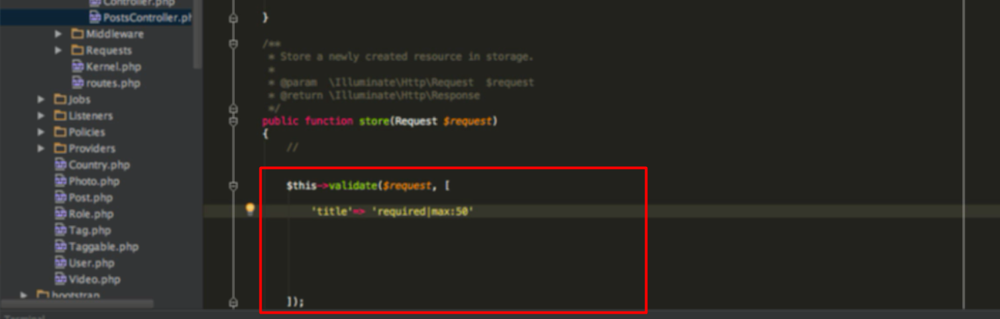 Controller.php
PostsController.ph
Middleware
Requests
Kernel.php
routes.php
Jobs
Listeners
Policies
Providers
Country.php
Photo.php
Post.php
Role.php
Tag.php
Taggable.php
User.php
Video.php
bootstrap
Terminal
}
/**
* Store a newly created resource in storage.
*
* @param \Illuminate\Http\Request $request
* @return \Illuminate\Http\Response
*/
public function store(Request $request)
{
//
$this->validate($request, [
'title'=> 'required|max:50'
]);